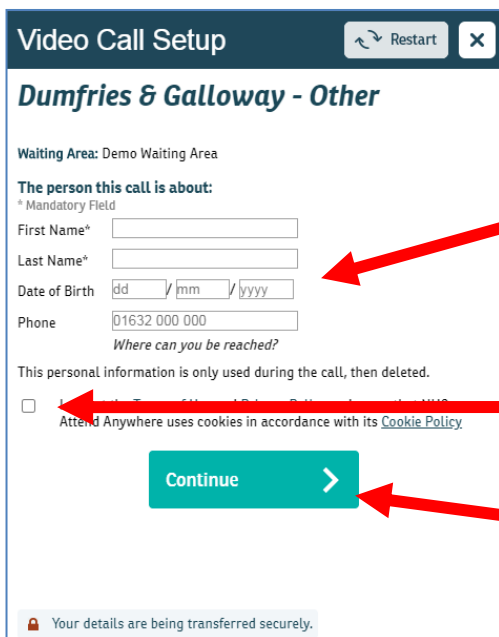 Video Call Setup
Restart
Dumfries & Galloway - Other
Waiting Area: Demo Waiting Area
The person this call is about:
* Mandatory Field
First Name*
Last Name*
Date of Birth dd / mm / yyyy
Phone 01632 000 000
Where can you be reached?
This personal information is only used during the call, then deleted.
Attend Anywhere uses cookies in accordance with its Cookie Policy
Continue
Your details are being transferred securely.